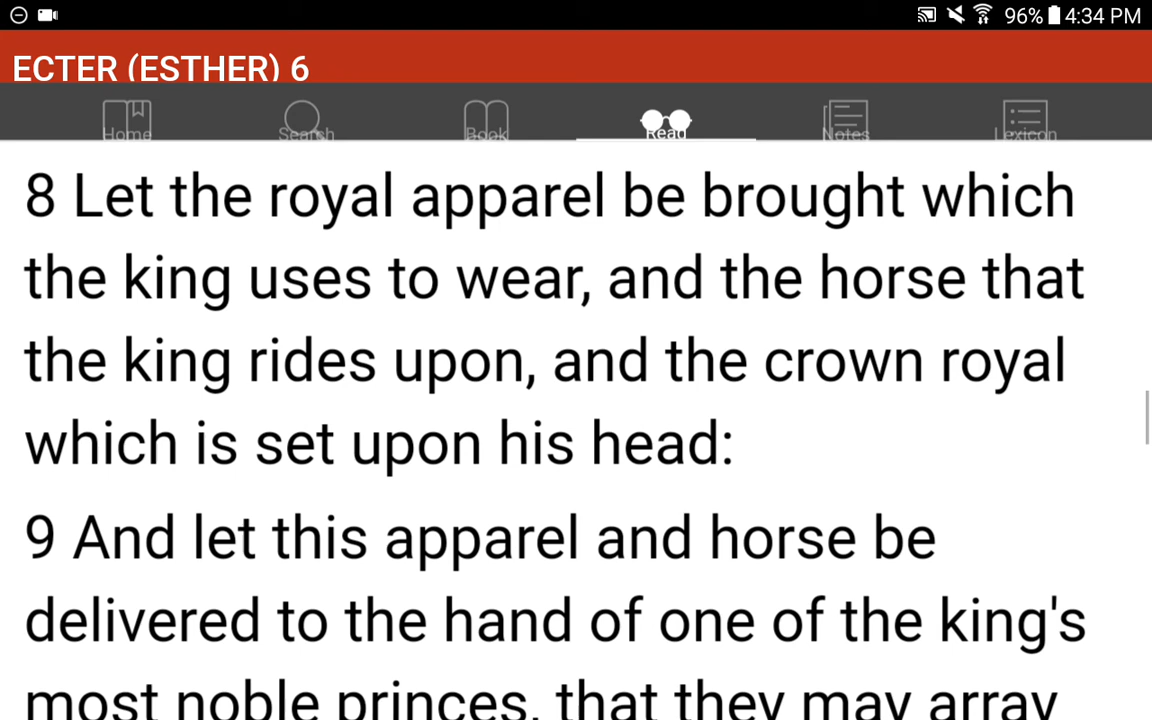 96% 4:34 PM
ECTER (ESTHER) 6
Home Search Book Read Notes Lexicon
8 Let the royal apparel be brought which
the king uses to wear, and the horse that
the king rides upon, and the crown royal
which is set upon his head:
9 And let this apparel and horse be
delivered to the hand of one of the king's
most noble princes, that they may array